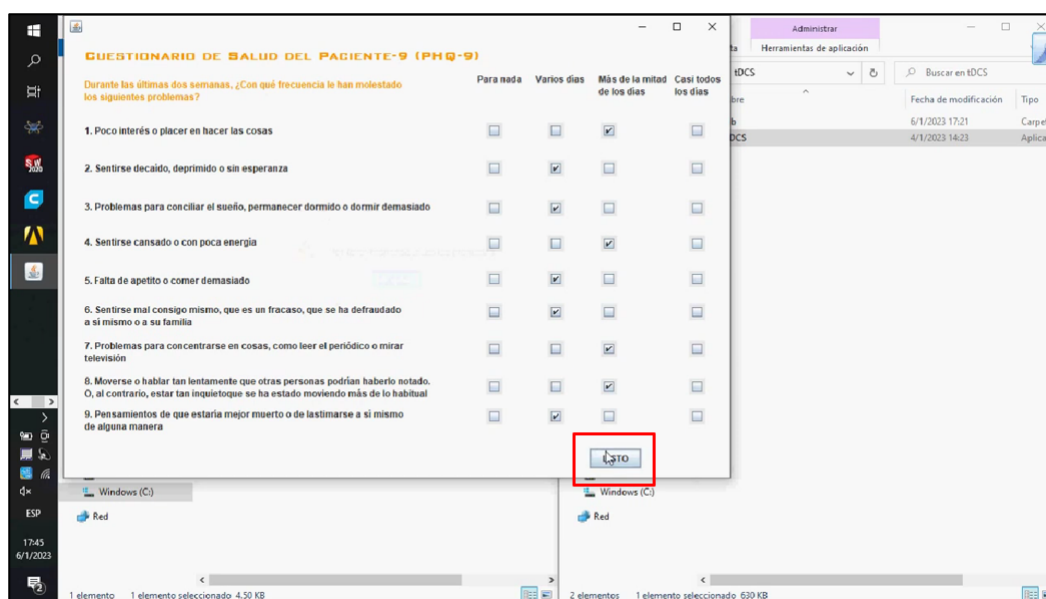 CUESTIONARIO DE SALUD DEL PACIENTE-9 (PHQ-9)
Durante las últimas dos semanas, ¿Con qué frecuencia le han molestado
los siguientes problemas?
Para nada
Varios días
Más de la mitad
de los días
Casi todos
los días
1. Poco interés o placer en hacer las cosas
2. Sentirse decaído, deprimido o sin esperanza
3. Problemas para conciliar el sueño, permanecer dormido o dormir demasiado
4. Sentirse cansado o con poca energía
5. Falta de apetito o comer demasiado
6. Sentirse mal consigo mismo, que es un fracaso, que se ha defraudado
a sí mismo o a su familia
7. Problemas para concentrarse en cosas, como leer el periódico o mirar
televisión
8. Moverse o hablar tan lentamente que otras personas podrían haberlo notado.
O, al contrario, estar tan inquietoque se ha estado moviendo más de lo habitual
9. Pensamientos de que estaría mejor muerto o de lastimarse a sí mismo
de alguna manera
Administrar
Herramientas de aplicación
tDCS
Buscar en tDCS
bre
Fecha de modificación
Tipo
b
6/1/2023 17:21
Carpe
DCS
4/1/2023 14:23
Aplica
Windows (C:)
Red
Windows (C:)
Red
1 elemento
1 elemento seleccionado 4,50 KB
2 elementos
1 elemento seleccionado 630 KB
ESP
17:45
6/1/2023